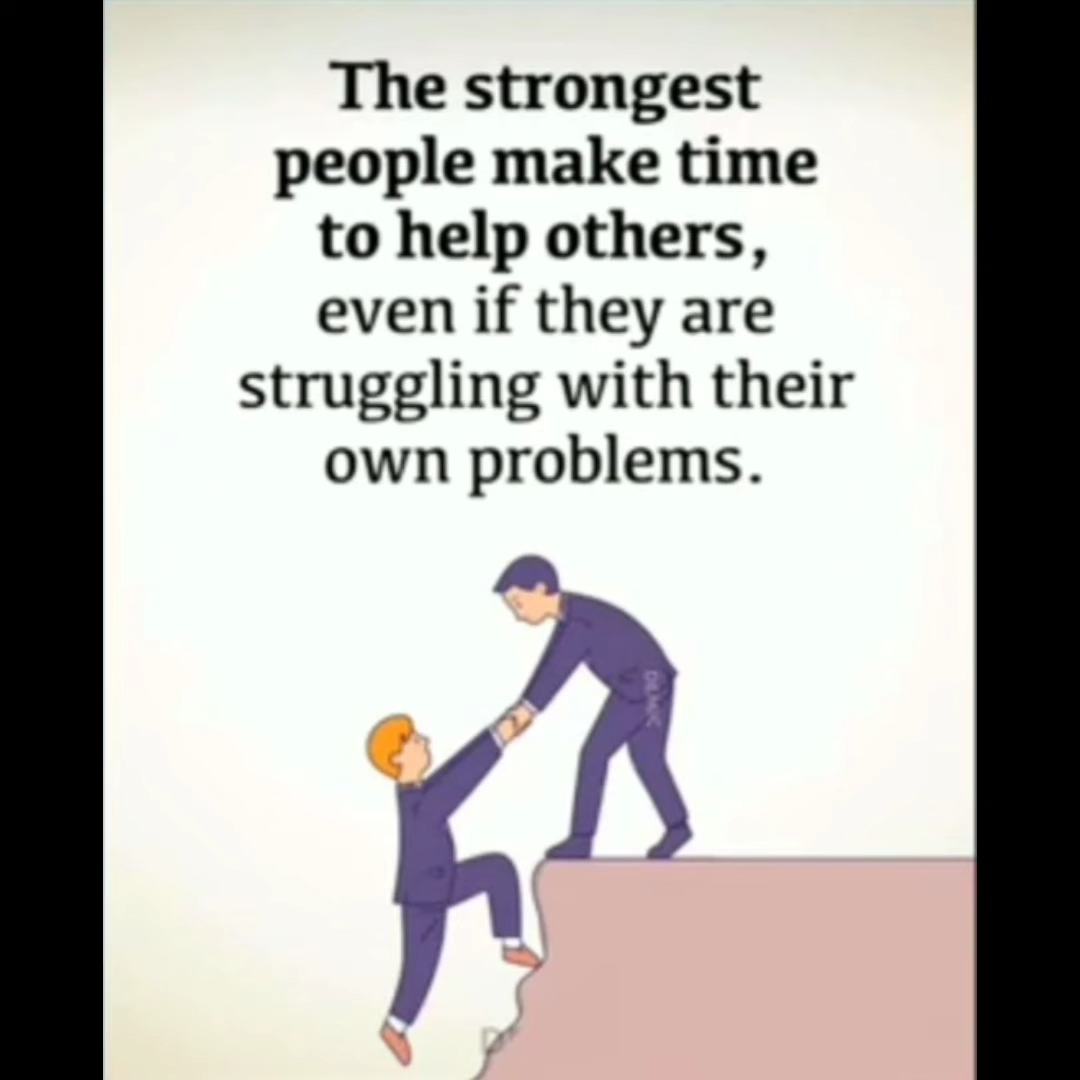 The strongest
people make time
to help others,
even if they are
struggling with their
own problems.